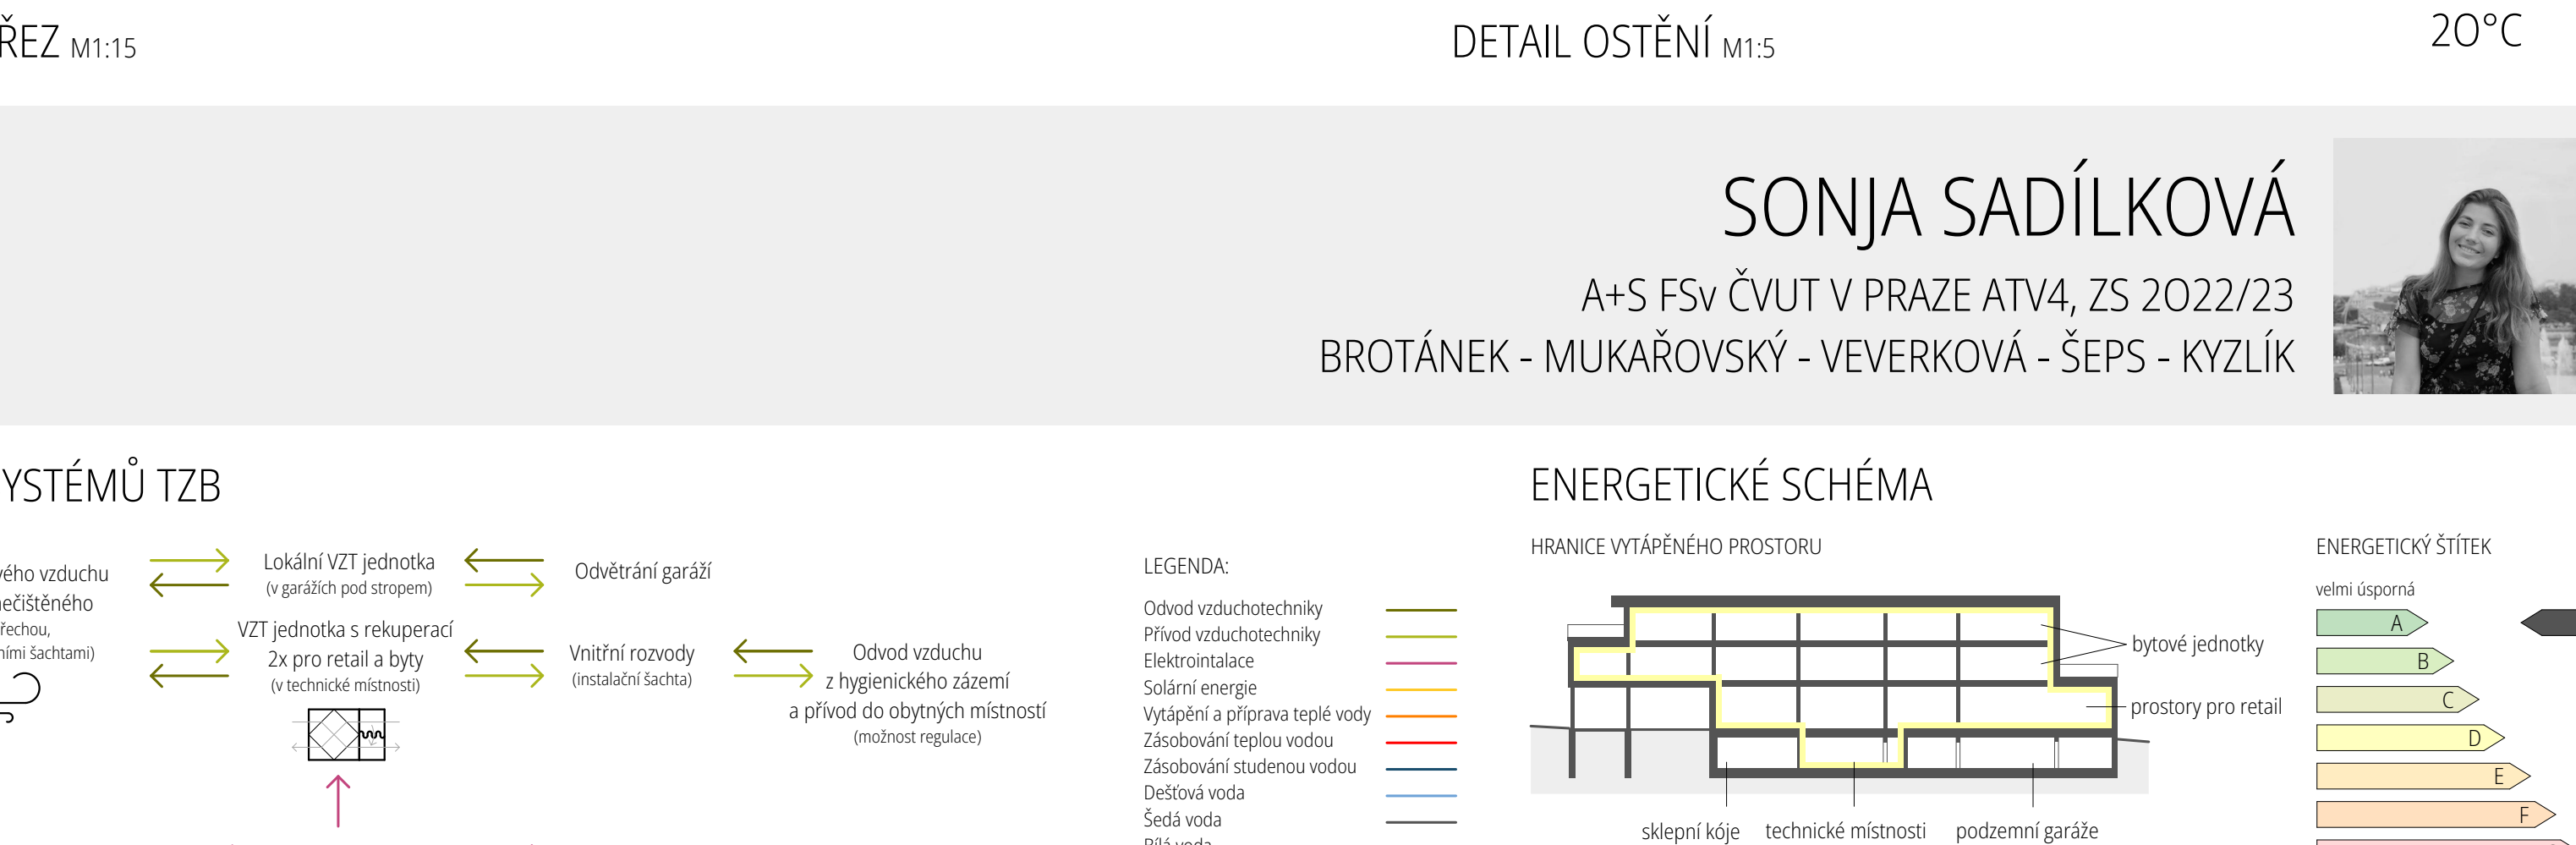 ŘEZ M1:15
DETAIL OSTĚNÍ M1:5
20°C
SONJA SADÍLKOVÁ
A+S FSv ČVUT V PRAZE ATV4, ZS 2022/23
BROTÁNEK - MUKAŘOVSKÝ - VEVERKOVÁ - ŠEPS - KYZLÍK
YSTÉMŮ TZB
vého vzduchu
nečištěného
řechou,
ními šachtami)
Lokální VZT jednotka
(v garážích pod stropem)
Odvětrání garáží
VZT jednotka s rekuperací
2x pro retail a byty
(v technické místnosti)
Vnitřní rozvody
(instalační šachta)
Odvod vzduchu
z hygienického zázemí
a přívod do obytných místností
(možnost regulace)
LEGENDA:
Odvod vzduchotechniky
Přívod vzduchotechniky
Elektrointalace
Solární energie
Vytápění a příprava teplé vody
Zásobování teplou vodou
Zásobování studenou vodou
Dešťová voda
Šedá voda
Bílá voda
ENERGETICKÉ SCHÉMA
HRANICE VYTÁPĚNÉHO PROSTORU
bytové jednotky
prostory pro retail
sklepní kóje
technické místnosti
podzemní garáže
ENERGETICKÝ ŠTÍTEK
velmi úsporná
A
B
C
D
E
F